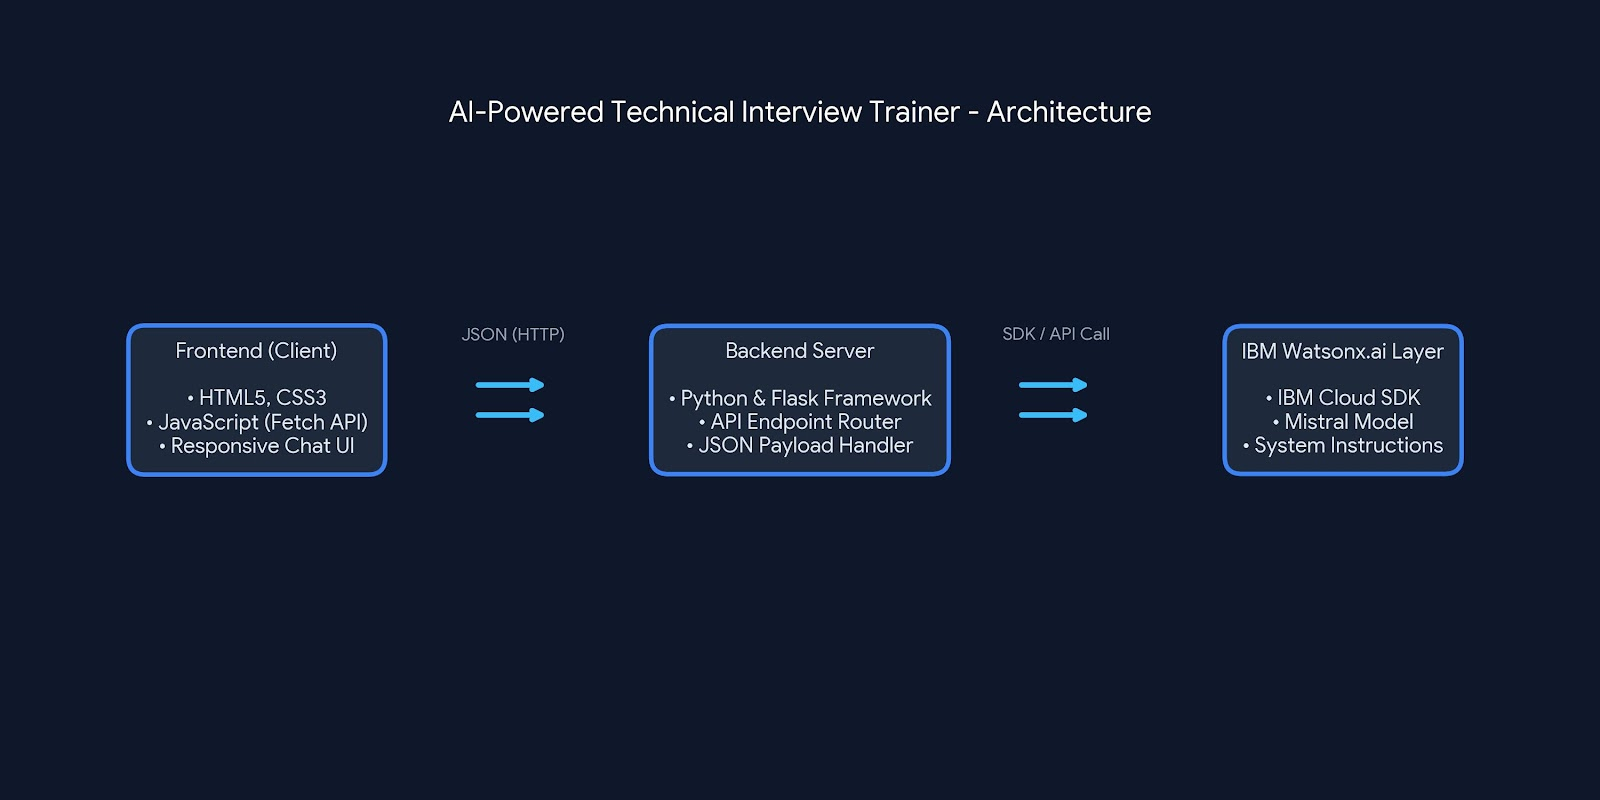 AI-Powered Technical Interview Trainer - Architecture
Frontend (Client)
• HTML5, CSS3
• JavaScript (Fetch API)
• Responsive Chat UI
JSON (HTTP)
Backend Server
• Python & Flask Framework
• API Endpoint Router
• JSON Payload Handler
SDK / API Call
IBM Watsonx.ai Layer
• IBM Cloud SDK
• Mistral Model
• System Instructions